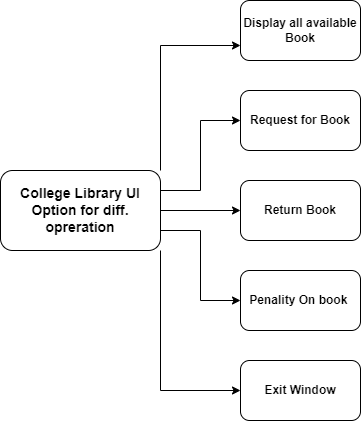 Display all available
Book
Request for Book
College Library UI
Option for diff.
opreration
Return Book
Penality On book
Exit Window